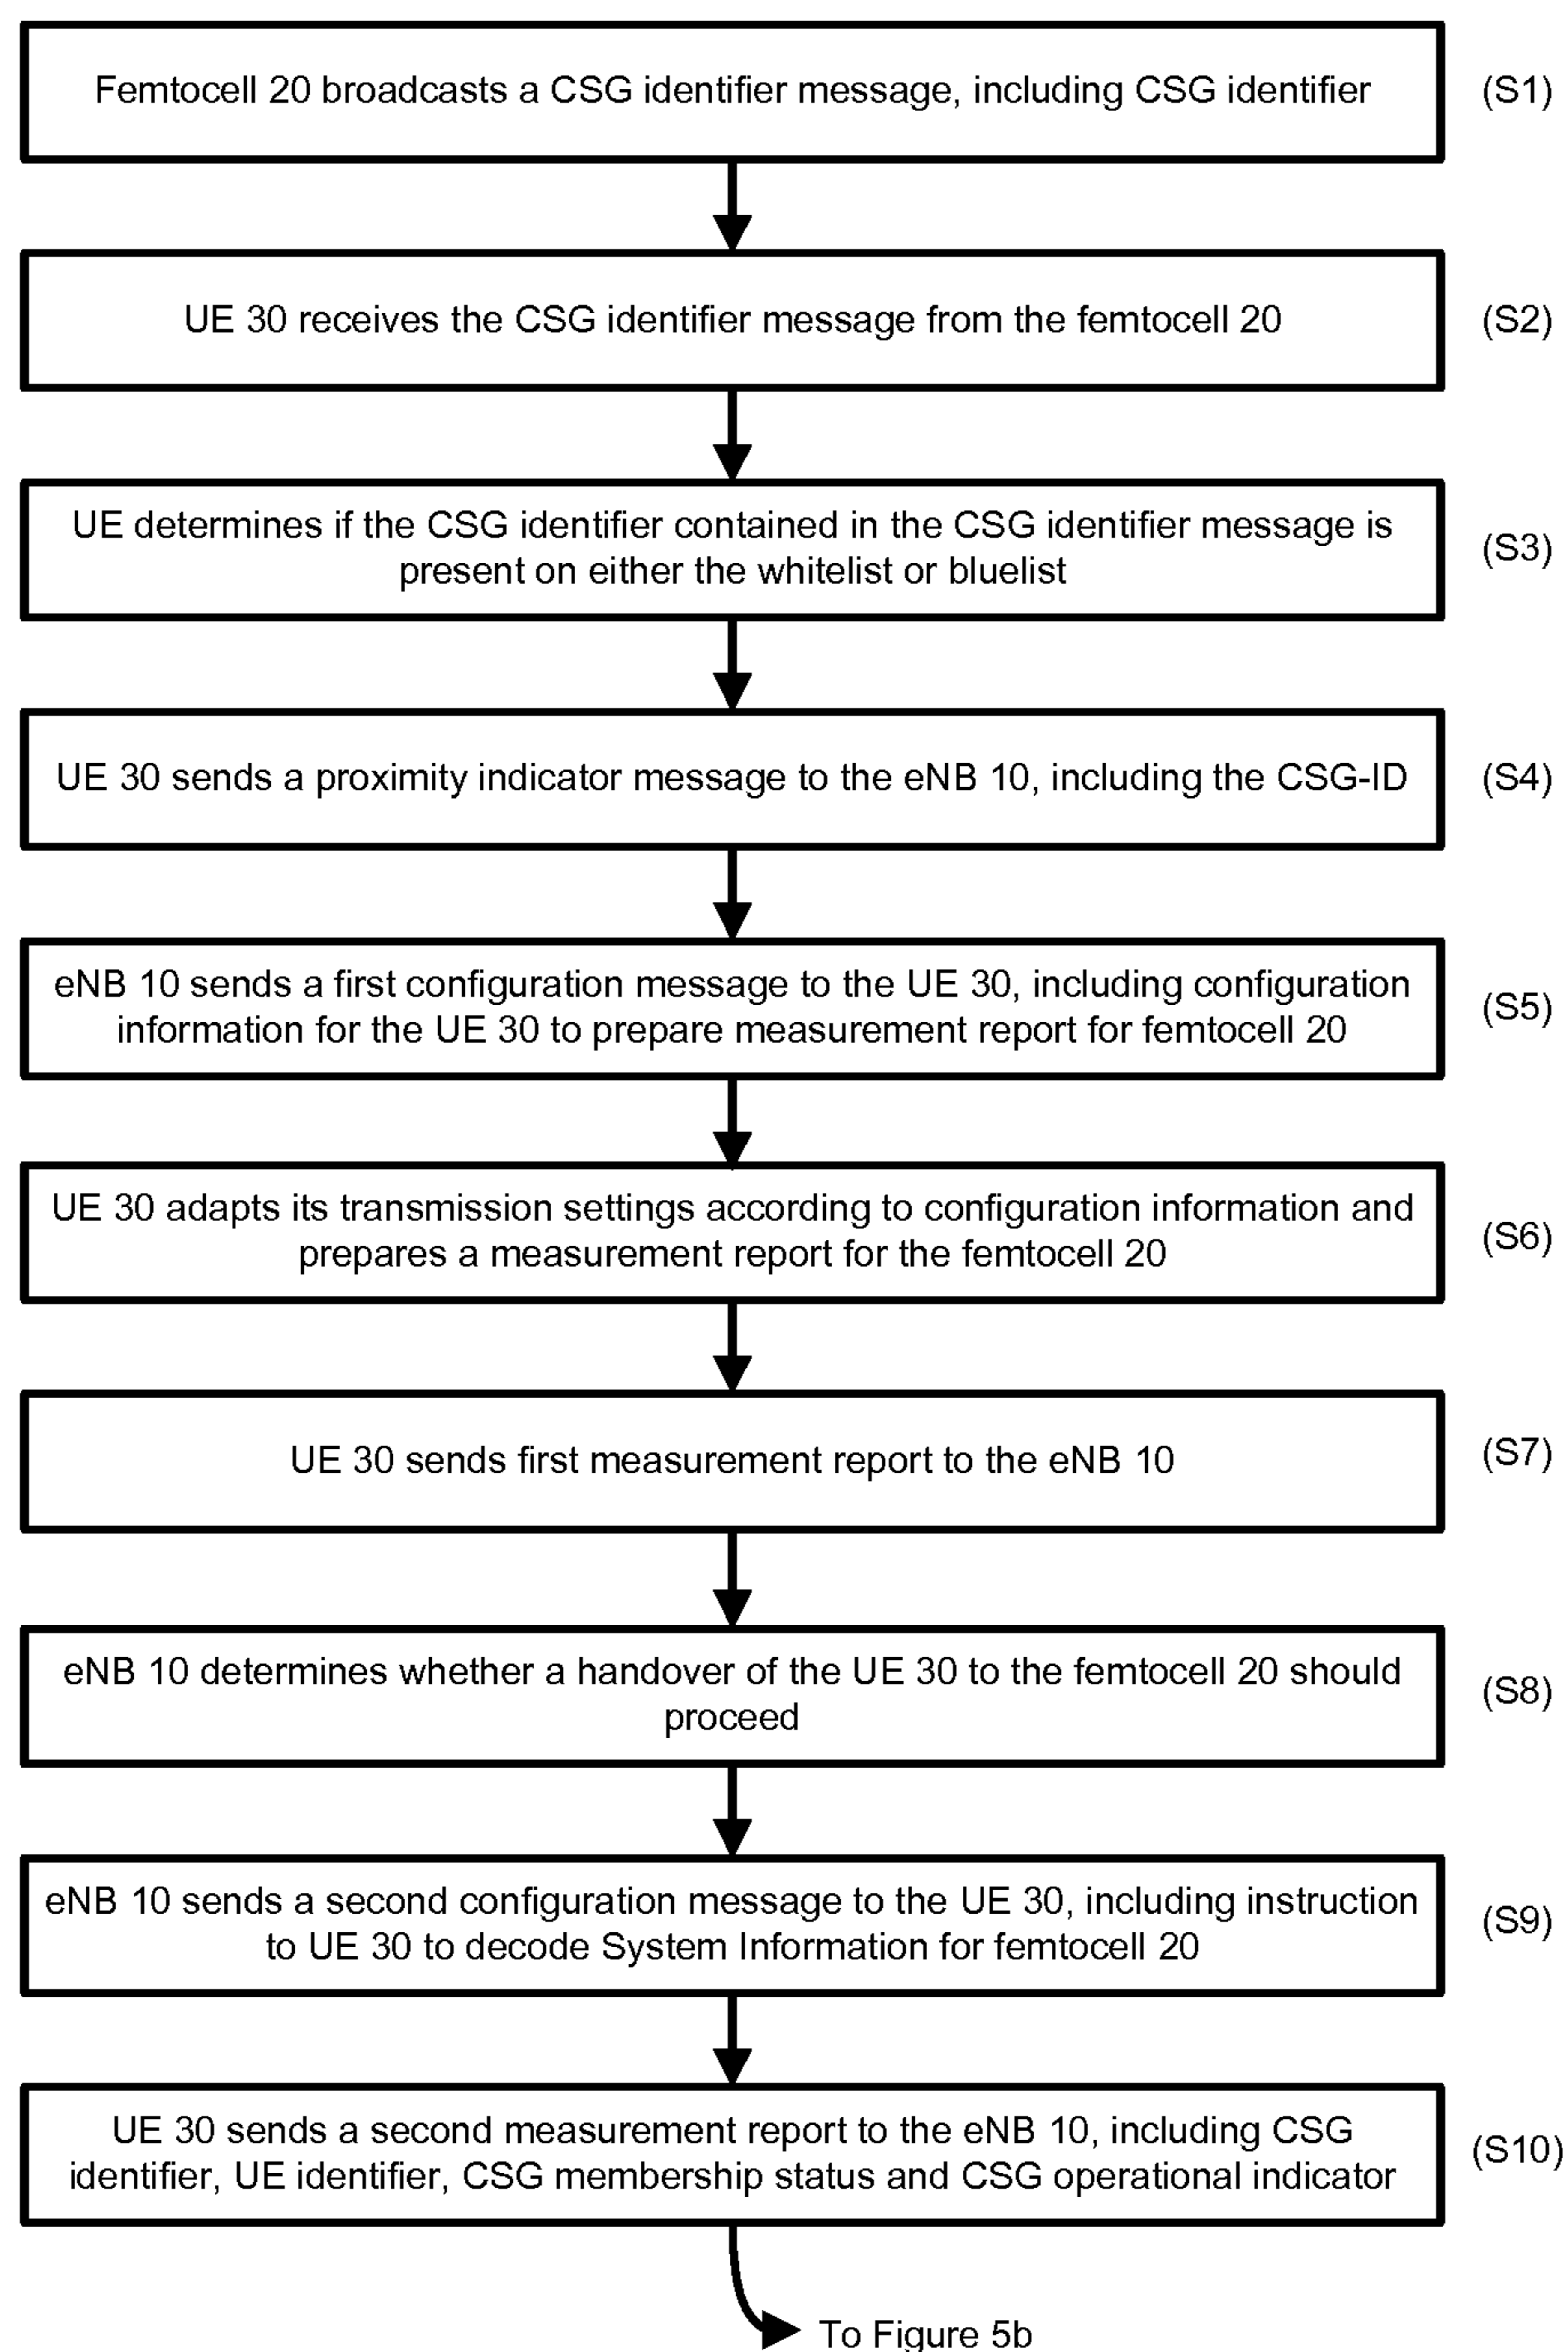 Femtocell 20 broadcasts a CSG identifier message, including CSG identifier
(S1)
UE 30 receives the CSG identifier message from the femtocell 20
(S2)
UE determines if the CSG identifier contained in the CSG identifier message is
present on either the whitelist or bluelist
(S3)
UE 30 sends a proximity indicator message to the eNB 10, including the CSG-ID
(S4)
eNB 10 sends a first configuration message to the UE 30, including configuration
information for the UE 30 to prepare measurement report for femtocell 20
(S5)
UE 30 adapts its transmission settings according to configuration information and
prepares a measurement report for the femtocell 20
(S6)
UE 30 sends first measurement report to the eNB 10
(S7)
eNB 10 determines whether a handover of the UE 30 to the femtocell 20 should
proceed
(S8)
eNB 10 sends a second configuration message to the UE 30, including instruction
to UE 30 to decode System Information for femtocell 20
(S9)
UE 30 sends a second measurement report to the eNB 10, including CSG
identifier, UE identifier, CSG membership status and CSG operational indicator
(S10)
To Figure 5b